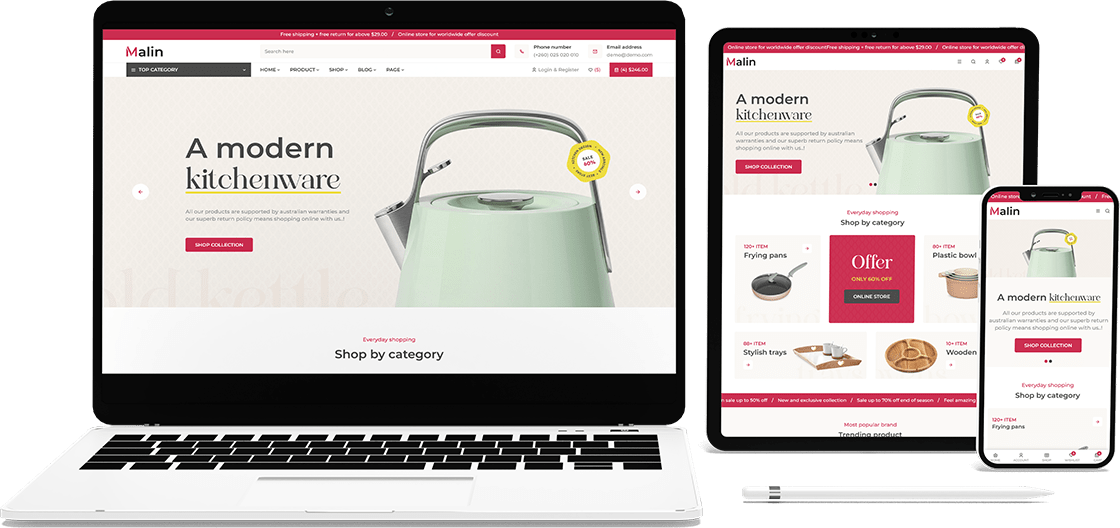 Free shipping + free return for above $29.00 / Online store for worldwide offer discount
Malin
Search here
Phone number
(+260) 025 020 010
Email address
demo@demo.com
TOP CATEGORY
HOME
PRODUCT
SHOP
BLOG
PAGE
Login & Register
(5)
(4) $246.00
A modern
kitchenware
SALE
60%
All our products are supported by australian warranties and
our superb return policy means shopping online with us..!
SHOP COLLECTION
Everyday shopping
Shop by category
Online store for worldwide offer discountFree shipping + free return for above $29.00 / Online store for worldwide offer di
Malin
A modern
kitchenware
All our products are supported by australian
warranties and our superb return policy means
shopping online with us..!
SHOP COLLECTION
Everyday shopping
Shop by category
120+ ITEM
Frying pans
Offer
ONLY 60% OFF
ONLINE STORE
80+ ITEM
Plastic bowl
88+ ITEM
Stylish trays
10+ ITEM
Wooden
n sale up to 50% off / New and exclusive collection / Sale up to 70% off end of season / Feel amazing
Most popular brand
Trending product
Online store
ount / Free
Malin
A modern kitchenware
All our products are supported by
australian warranties and our superb return
policy means shopping online with us..!
SHOP COLLECTION
Everyday shopping
Shop by category
120+ ITEM
Frying pans